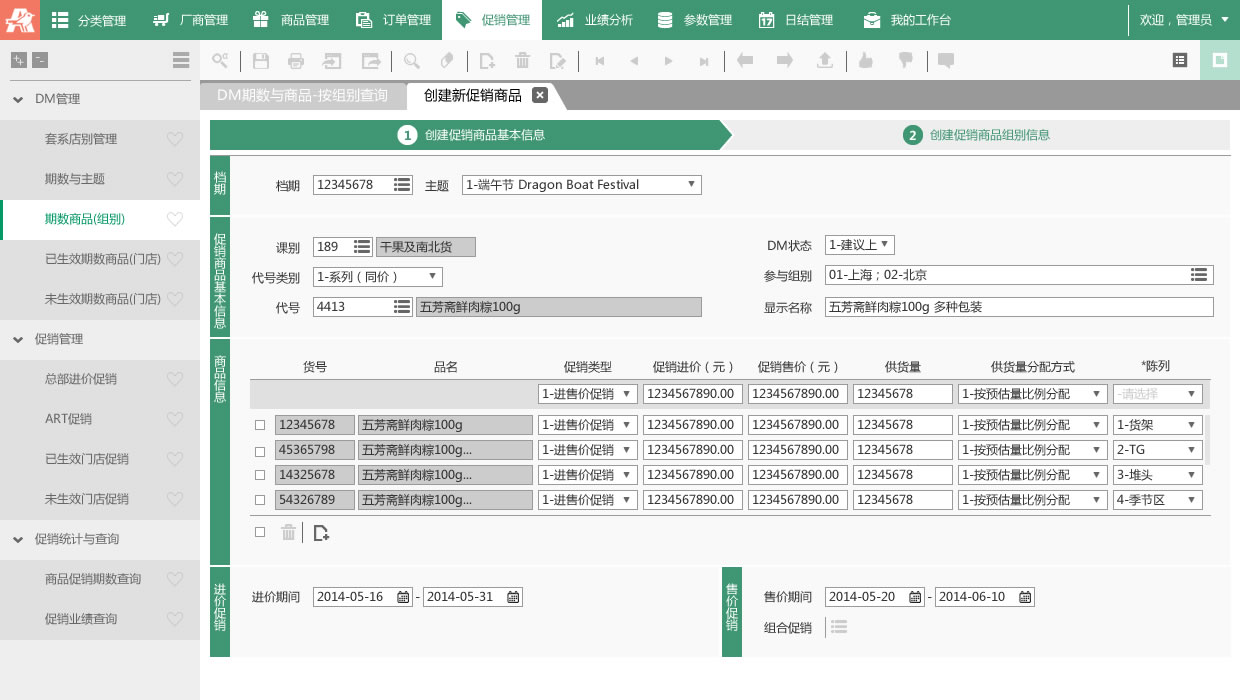 分类管理 厂商管理 商品管理 订单管理 促销管理 业绩分析 参数管理 日结管理 我的工作台 欢迎，管理员
DM期数与商品-按组别查询 创建新促销商品
DM管理
套系店别管理
期数与主题
期数商品(组别)
已生效期数商品(门店)
未生效期数商品(门店)
促销管理
总部进价促销
ART促销
已生效门店促销
未生效门店促销
促销统计与查询
商品促销期数查询
促销业绩查询
1 创建促销商品基本信息 2 创建促销商品组别信息
档期
档期 12345678 主题 1-端午节 Dragon Boat Festival
促销商品基本信息
课别 189 干果及南北货 DM状态 1-建议上
代号类别 1-系列（同价） 参与组别 01-上海；02-北京
代号 4413 五芳斋鲜肉粽100g 显示名称 五芳斋鲜肉粽100g 多种包装
商品信息
货号 品名 促销类型 促销进价（元） 促销售价（元） 供货量 供货量分配方式 *陈列
1-进售价促销 1234567890.00 1234567890.00 12345678 1-按预估量比例分配 -请选择
12345678 五芳斋鲜肉粽100g 1-进售价促销 1234567890.00 1234567890.00 12345678 1-按预估量比例分配 1-货架
45365798 五芳斋鲜肉粽100g... 1-进售价促销 1234567890.00 1234567890.00 12345678 1-按预估量比例分配 2-TG
14325678 五芳斋鲜肉粽100g... 1-进售价促销 1234567890.00 1234567890.00 12345678 1-按预估量比例分配 3-堆头
54326789 五芳斋鲜肉粽100g... 1-进售价促销 1234567890.00 1234567890.00 12345678 1-按预估量比例分配 4-季节区
进价促销
进价期间 2014-05-16 - 2014-05-31
售价促销
售价期间 2014-05-20 - 2014-06-10
组合促销